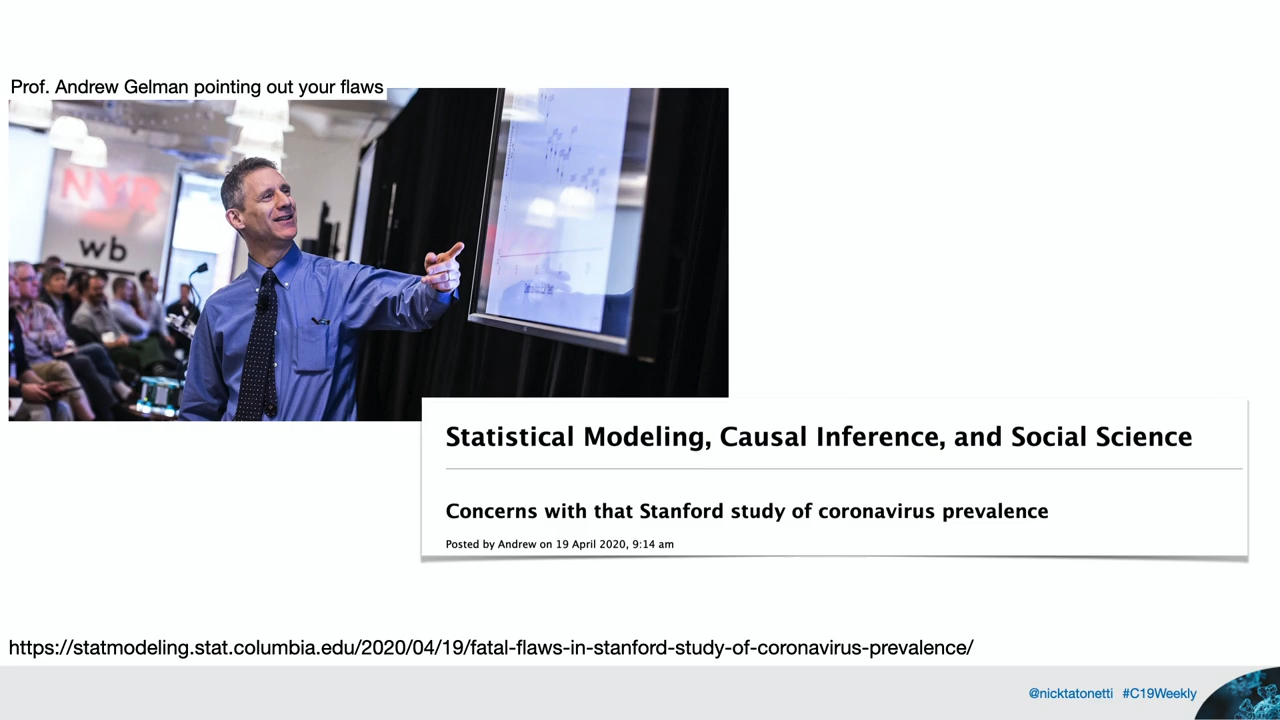 Prof. Andrew Gelman pointing out your flaws
NYR
wb
Statistical Modeling, Causal Inference, and Social Science
Concerns with that Stanford study of coronavirus prevalence
Posted by Andrew on 19 April 2020, 9:14 am
https://statmodeling.stat.columbia.edu/2020/04/19/fatal-flaws-in-stanford-study-of-coronavirus-prevalence/
@nicktatonetti #C19Weekly